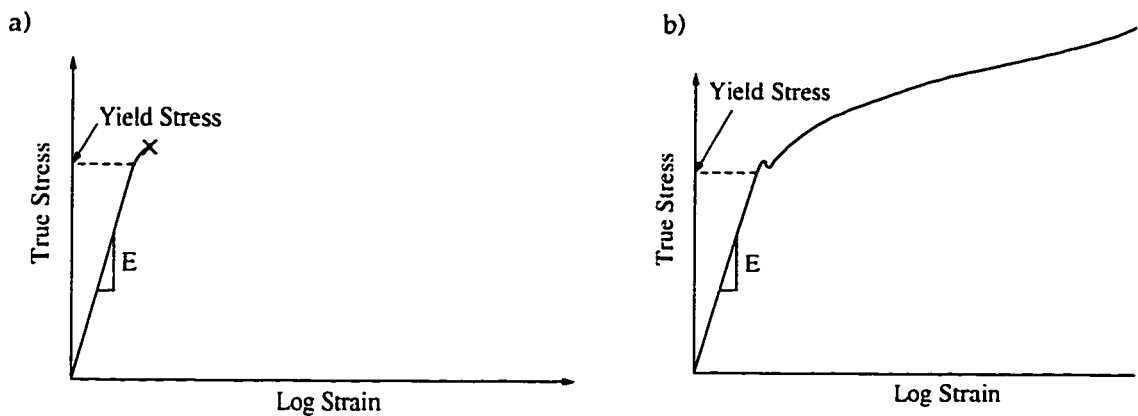 a)
Yield Stress
True Stress
E
Log Strain
b)
Yield Stress
True Stress
E
Log Strain